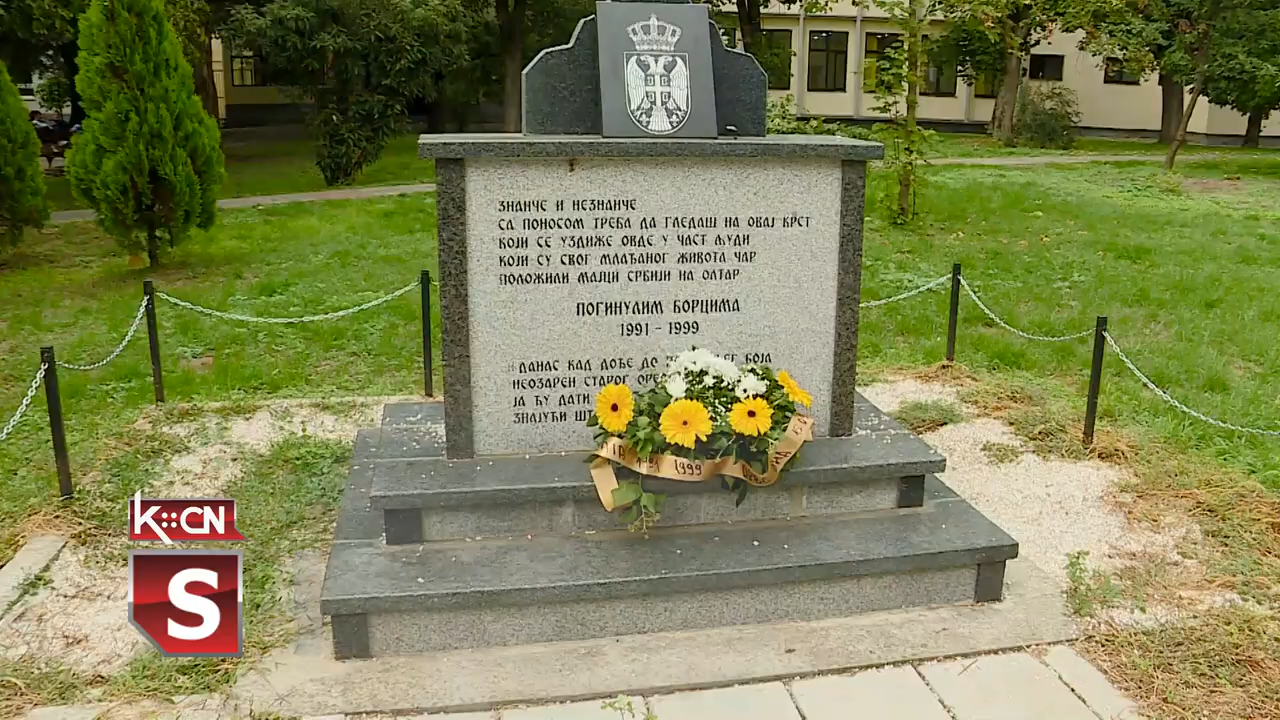 ЗНАНЧЕ И НЕЗНАНЧЕ
СА ПОНОСОМ ТРЕБА ДА ГЛЕДАШ НА ОВАЈ КРСТ
КОЈИ СЕ УЗДИЖЕ ОВДЕ У ЧАСТ ЉУДИ
КОЈИ СУ СВОГ МЛАЂАНОГ ЖИВОТА ЧАР
ПОЛОЖИЛИ МАЈЦИ СРБИЈИ НА ОЛТАР
ПОГИНУЛИМ БОРЦИМА
1991 - 1999
И ДАНАС КАД ДОЂЕ ДО БОЈА
НЕОЗАРЕН СТАРОГ
ЈА ЋУ ДАТИ
ЗНАЈУЋИ
1999
K::CN
S